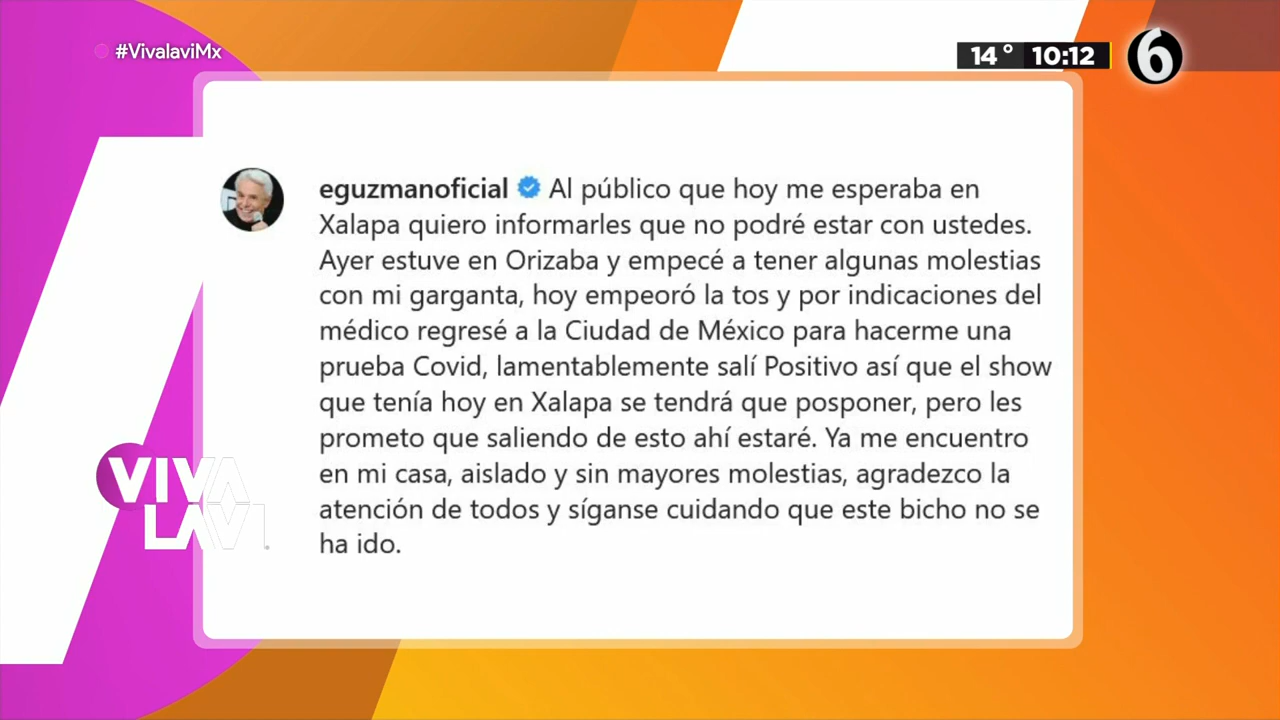 #VivalaviMx
14° 10:12 6
eguzmanoficial Al público que hoy me esperaba en
Xalapa quiero informarles que no podré estar con ustedes.
Ayer estuve en Orizaba y empecé a tener algunas molestias
con mi garganta, hoy empeoró la tos y por indicaciones del
médico regresé a la Ciudad de México para hacerme una
prueba Covid, lamentablemente salí Positivo así que el show
que tenía hoy en Xalapa se tendrá que posponer, pero les
prometo que saliendo de esto ahí estaré. Ya me encuentro
en mi casa, aislado y sin mayores molestias, agradezco la
atención de todos y síganse cuidando que este bicho no se
ha ido.
VIVA
LAVI